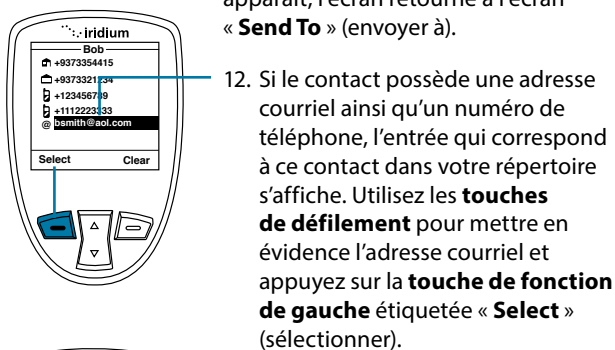 iridium
Bob
+9373354415
+9373321234
+123456789
+1112223333
@ bsmith@aol.com
Select Clear
apparaît, l'écran retourne à l'écran
« Send To » (envoyer à).
12. Si le contact possède une adresse
courriel ainsi qu'un numéro de
téléphone, l'entrée qui correspond
à ce contact dans votre répertoire
s'affiche. Utilisez les touches
de défilement pour mettre en
évidence l'adresse courriel et
appuyez sur la touche de fonction
de gauche étiquetée « Select »
(sélectionner).